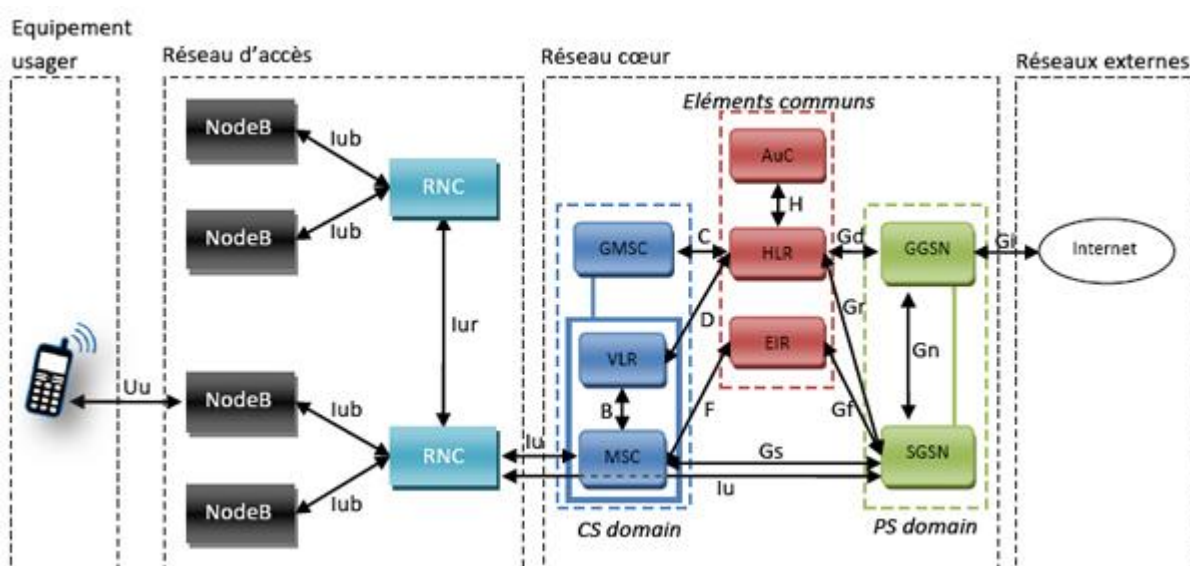 Equipement
usager
Réseau d'accès
Réseau cœur
Réseaux externes
Eléments communs
NodeB
Iub
RNC
NodeB
Iub
Iur
NodeB
Iub
RNC
NodeB
Iub
Uu
AuC
H
GMSC
C
HLR
Gd
GGSN
Gi
Internet
D
Gr
VLR
EIR
Gn
B
F
Gf
Iu
MSC
Gs
SGSN
Iu
CS domain
PS domain